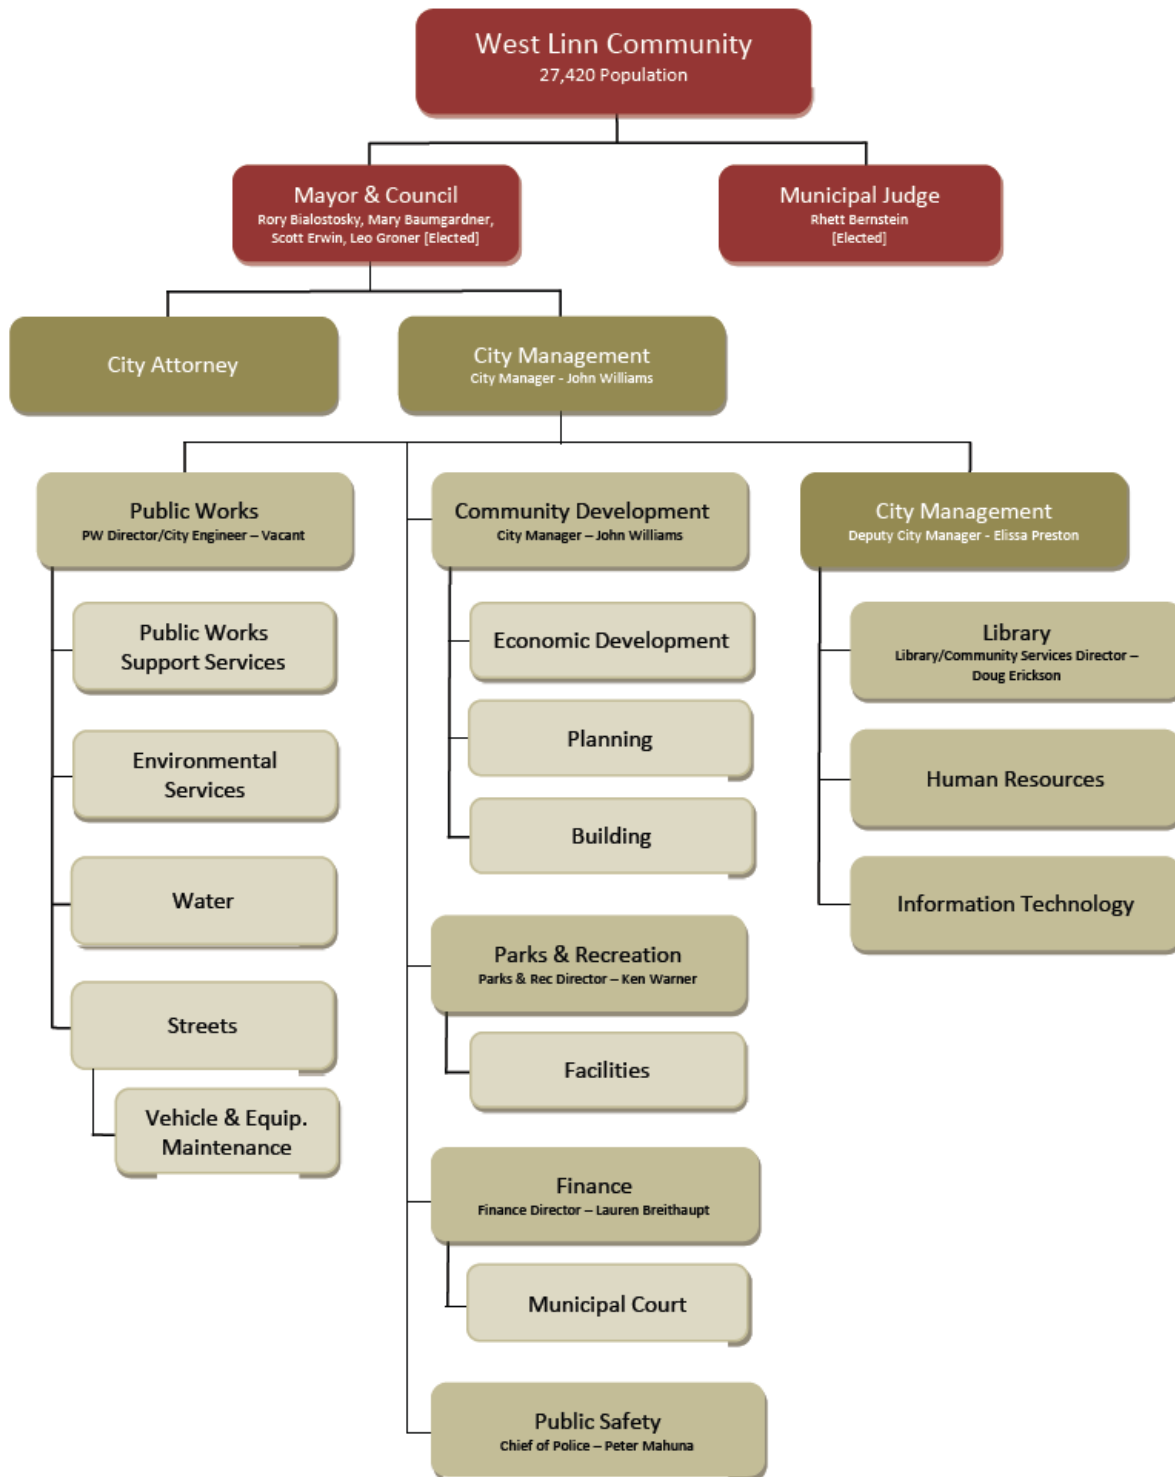 West Linn Community
27,420 Population
Mayor & Council
Rory Bialostosky, Mary Baumgardner,
Scott Erwin, Leo Groner [Elected]
Municipal Judge
Rhett Bernstein
[Elected]
City Attorney
City Management
City Manager - John Williams
Public Works
PW Director/City Engineer – Vacant
Public Works
Support Services
Environmental
Services
Water
Streets
Vehicle & Equip.
Maintenance
Community Development
City Manager – John Williams
Economic Development
Planning
Building
Parks & Recreation
Parks & Rec Director – Ken Warner
Facilities
Finance
Finance Director – Lauren Breithaupt
Municipal Court
Public Safety
Chief of Police – Peter Mahuna
City Management
Deputy City Manager - Elissa Preston
Library
Library/Community Services Director –
Doug Erickson
Human Resources
Information Technology